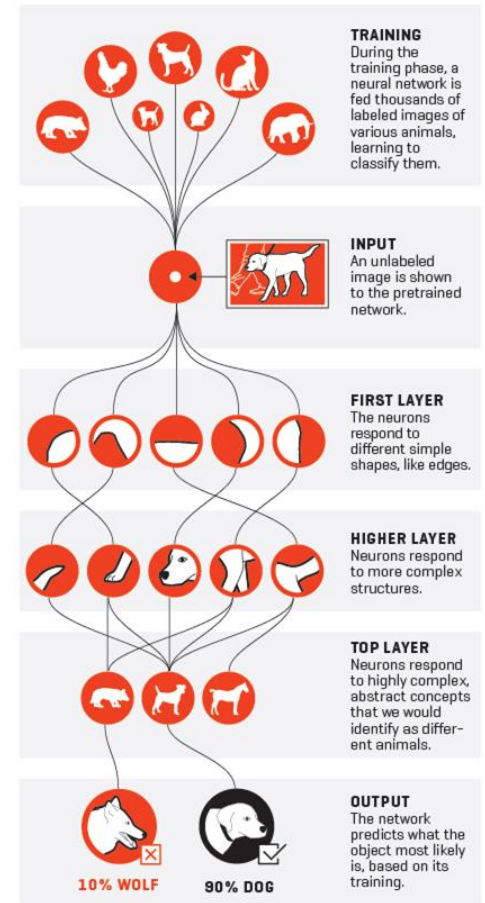 TRAINING
During the
training phase, a
neural network is
fed thousands of
labeled images of
various animals,
learning to
classify them.
INPUT
An unlabeled
image is shown
to the pretrained
network.
FIRST LAYER
The neurons
respond to
different simple
shapes, like edges.
HIGHER LAYER
Neurons respond
to more complex
structures.
TOP LAYER
Neurons respond
to highly complex,
abstract concepts
that we would
identify as differ-
ent animals.
OUTPUT
The network
predicts what the
object most likely
is, based on its
training.
10% WOLF
90% DOG